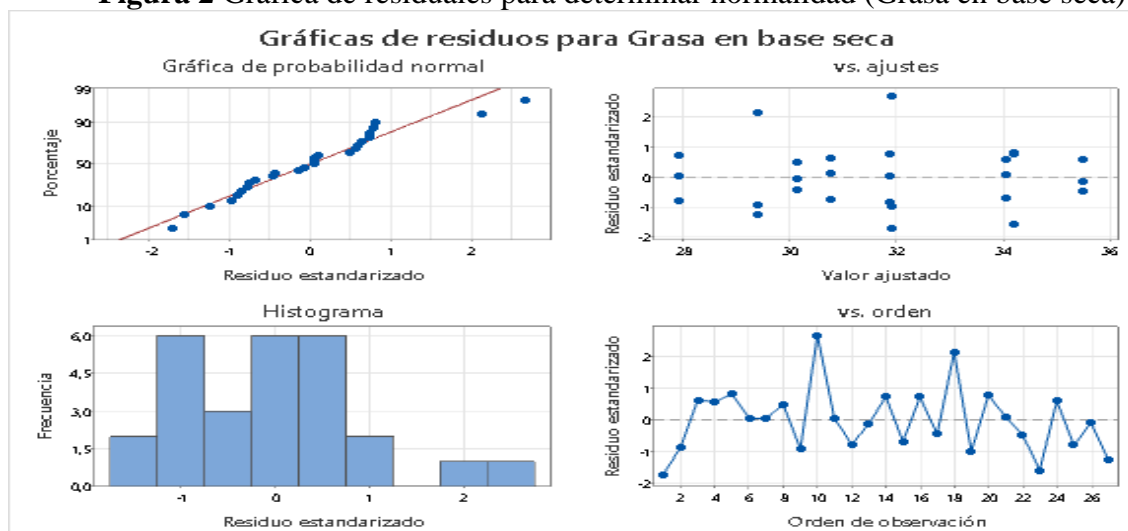 Figura 2 Gráfica de residuales para determinar normalidad (Grasa en base seca)
Gráficas de residuos para Grasa en base seca
Gráfica de probabilidad normal
99
90
50
10
1
Porcentaje
-2 -1 0 1 2
Residuo estandarizado
vs. ajustes
2
1
0
-1
-2
Residuo estandarizado
28 30 32 34 36
Valor ajustado
Histograma
6,0
4,5
3,0
1,5
0,0
Frecuencia
-1 0 1 2
Residuo estandarizado
vs. orden
2
1
0
-1
-2
Residuo estandarizado
2 4 6 8 10 12 14 16 18 20 22 24 26
Orden de observación